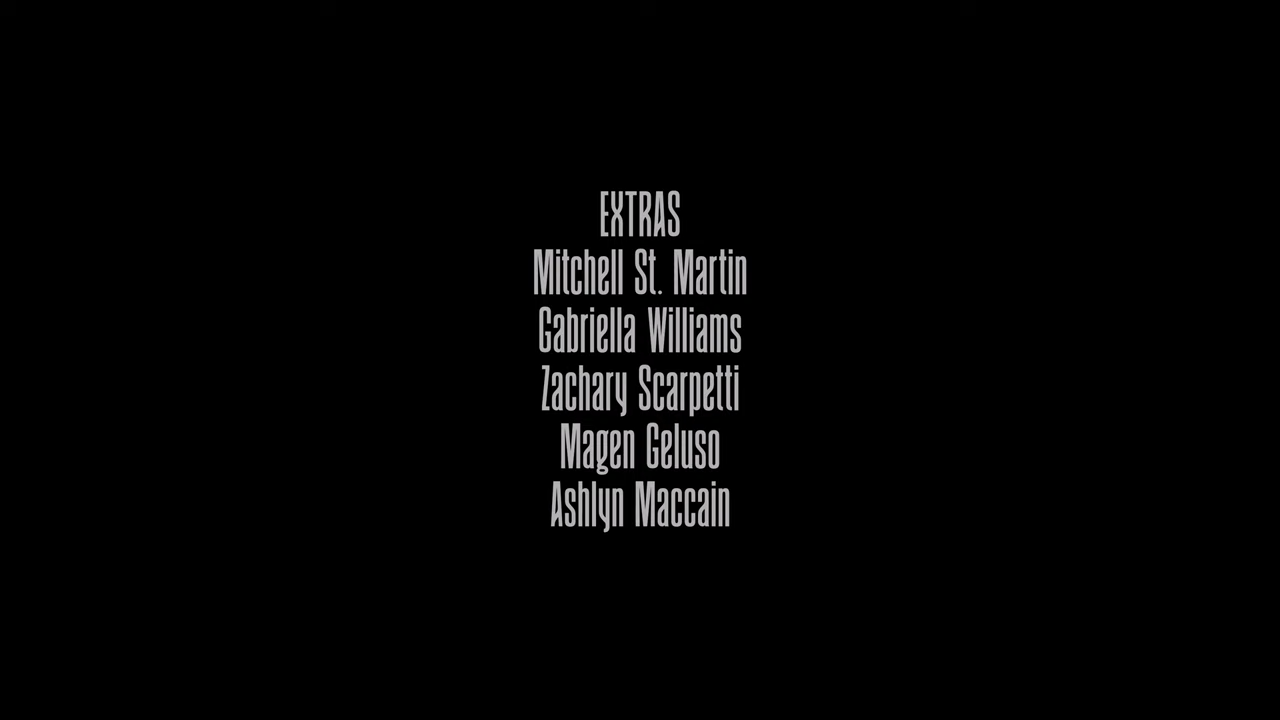 EXTRAS
Mitchell St. Martin
Gabriella Williams
Zachary Scarpetti
Magen Geluso
Ashlyn Maccain